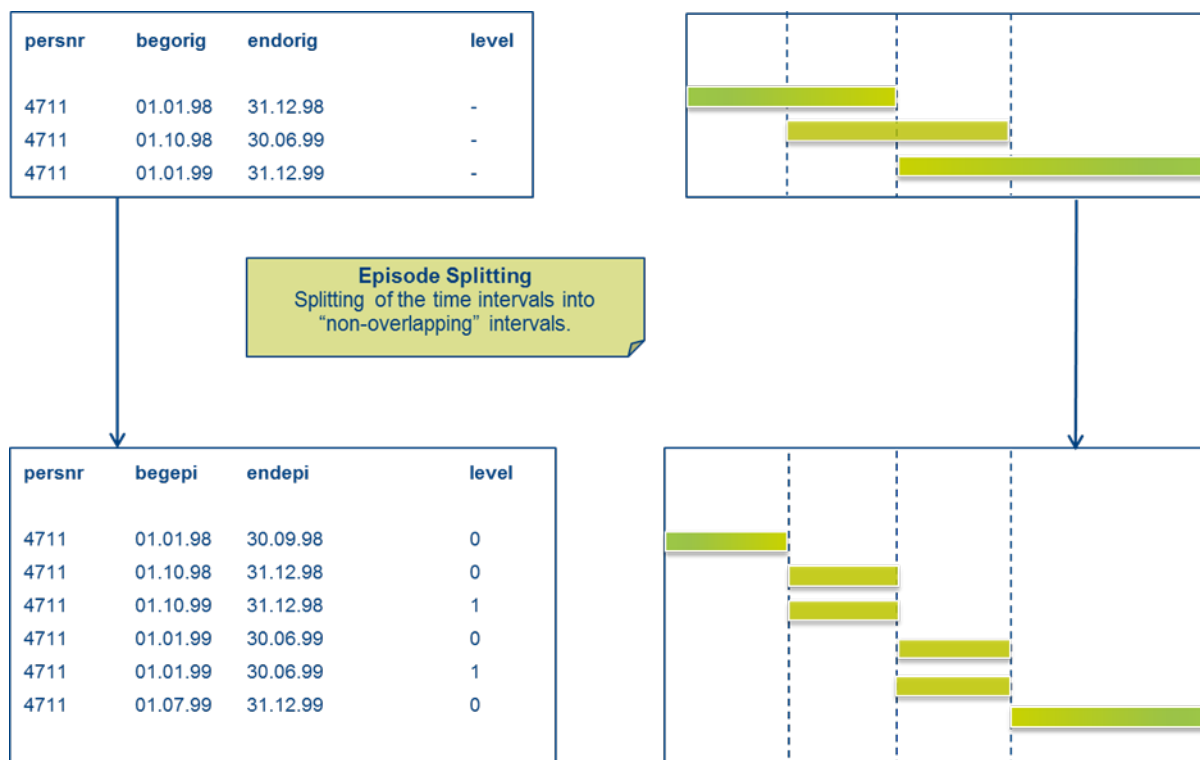 persnr begorig endorig level
4711 01.01.98 31.12.98 -
4711 01.10.98 30.06.99 -
4711 01.01.99 31.12.99 -
Episode Splitting
Splitting of the time intervals into
“non-overlapping” intervals.
persnr begepi endepi level
4711 01.01.98 30.09.98 0
4711 01.10.98 31.12.98 0
4711 01.10.99 31.12.98 1
4711 01.01.99 30.06.99 0
4711 01.01.99 30.06.99 1
4711 01.07.99 31.12.99 0